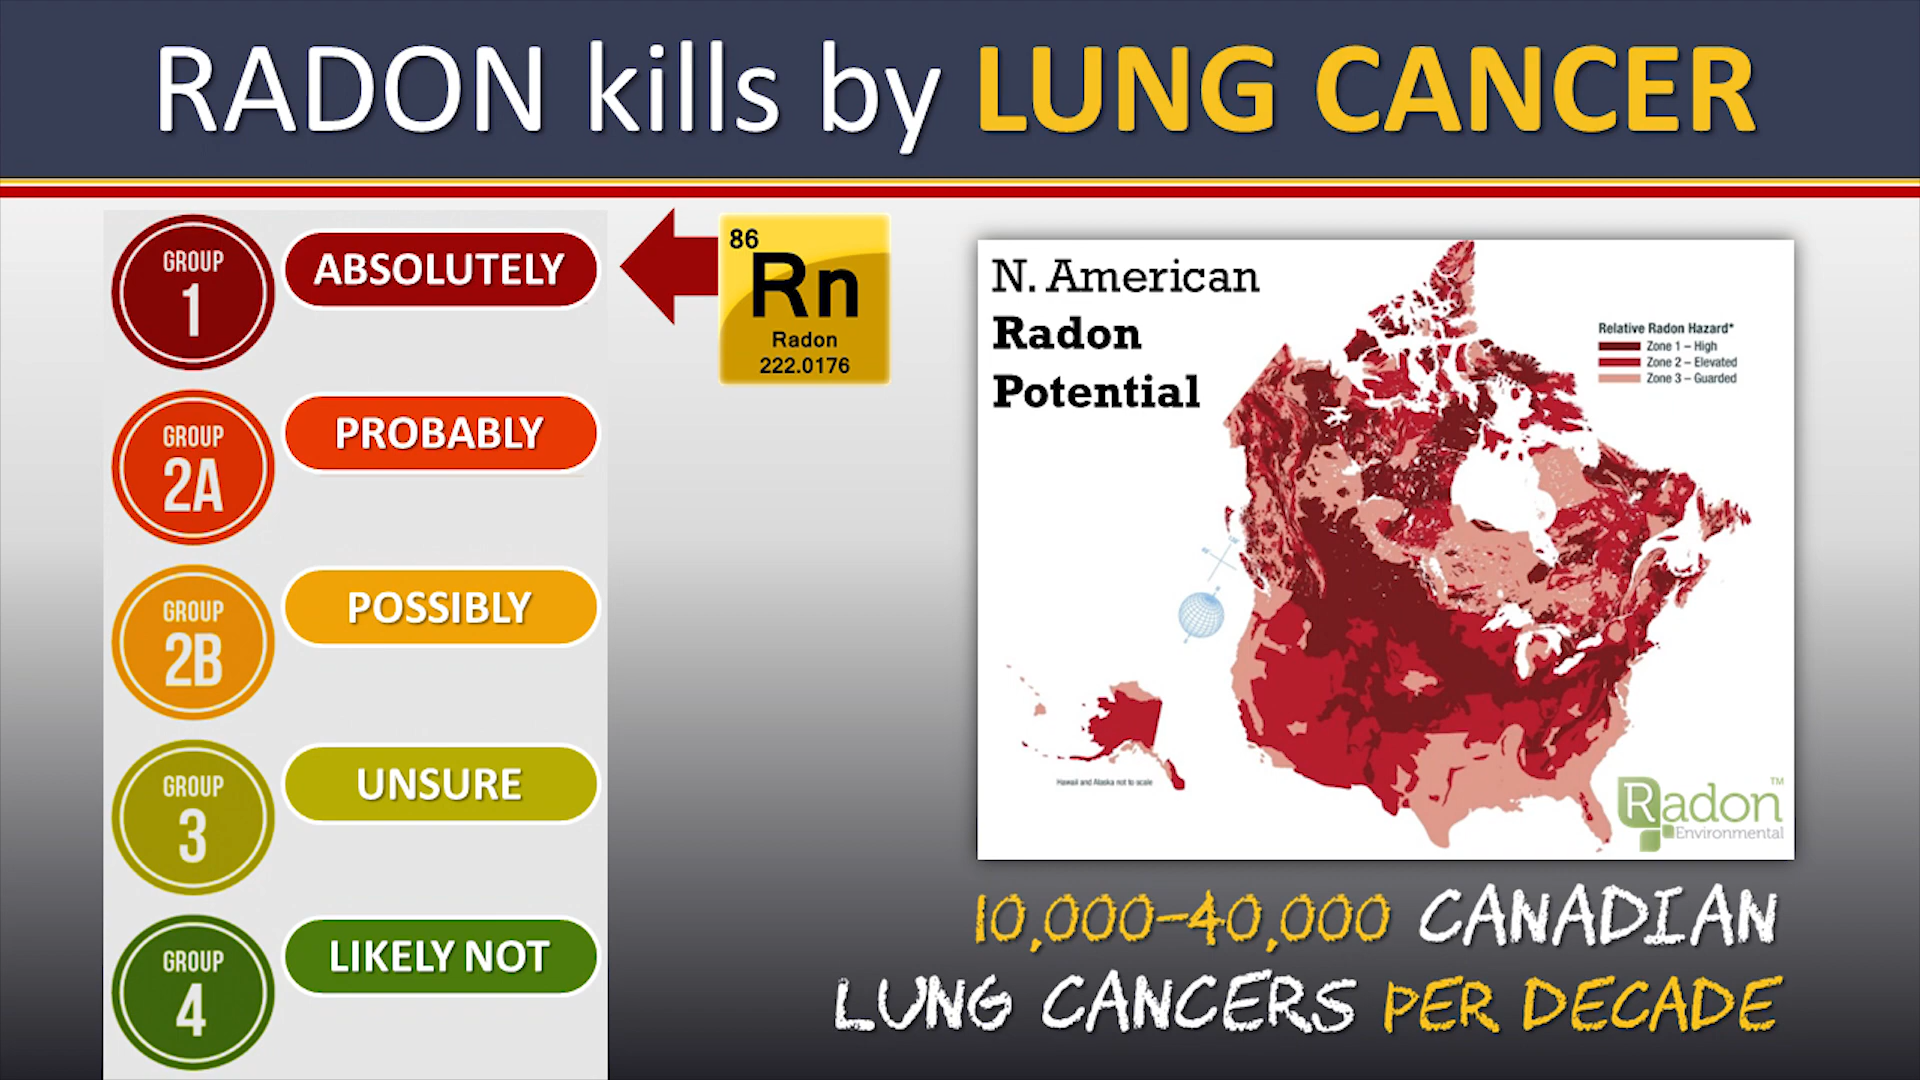 RADON kills by LUNG CANCER
GROUP
1
ABSOLUTELY
86
Rn
Radon
222.0176
GROUP
2A
PROBABLY
GROUP
2B
POSSIBLY
GROUP
3
UNSURE
GROUP
4
LIKELY NOT
N. American
Radon
Potential
Relative Radon Hazard*
Zone 1 – High
Zone 2 – Elevated
Zone 3 – Guarded
Hawaii and Alaska not to scale
Radon™
Environmental
10,000-40,000 CANADIAN
LUNG CANCERS PER DECADE